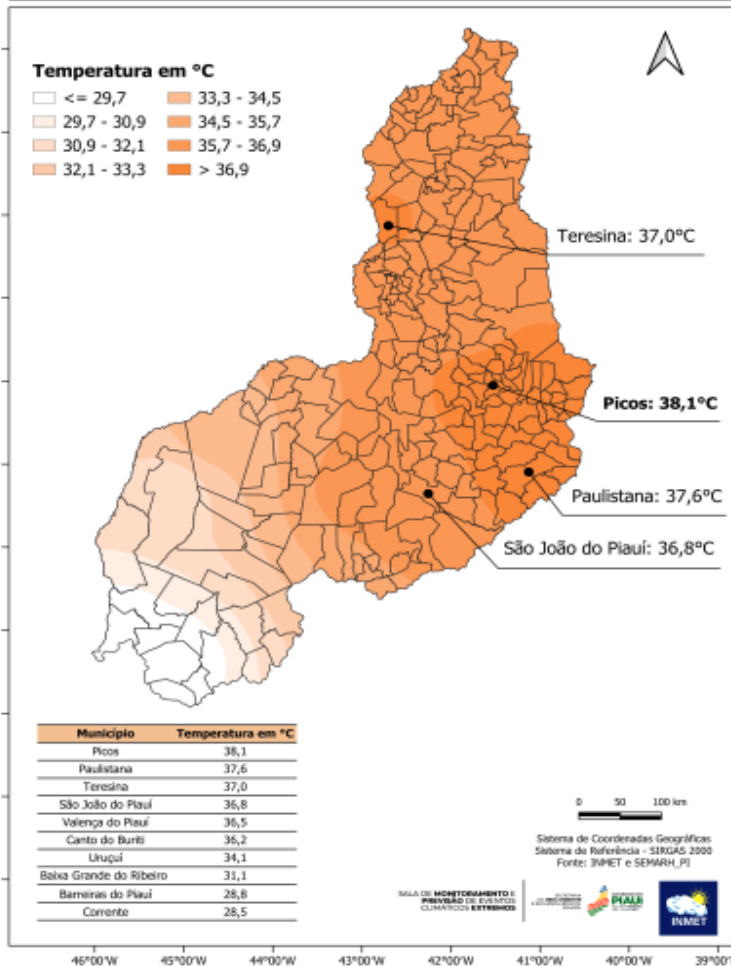 Temperatura em °C
<= 29,7
29,7 - 30,9
30,9 - 32,1
32,1 - 33,3
33,3 - 34,5
34,5 - 35,7
35,7 - 36,9
> 36,9
Teresina: 37,0°C
Picos: 38,1°C
Paulistana: 37,6°C
São João do Piauí: 36,8°C
Município Temperatura em °C
Picos 38,1
Paulistana 37,6
Teresina 37,0
São João do Piauí 36,8
Valença do Piauí 36,5
Canto do Buriti 36,2
Uruçuí 34,1
Baixa Grande do Ribeiro 31,1
Barreiras do Piauí 28,8
Corrente 28,5
0 50 100 km
Sistema de Coordenadas Geográficas
Sistema de Referência - SIRGAS 2000
Fonte: INMET e SEMARH_PI
SALA DE MONITORAMENTO E
PREVISÃO DE EVENTOS
CLIMÁTICOS EXTREMOS
PIAUÍ
INMET
46°00'W 45°00'W 44°00'W 43°00'W 42°00'W 41°00'W 40°00'W 39°00'W